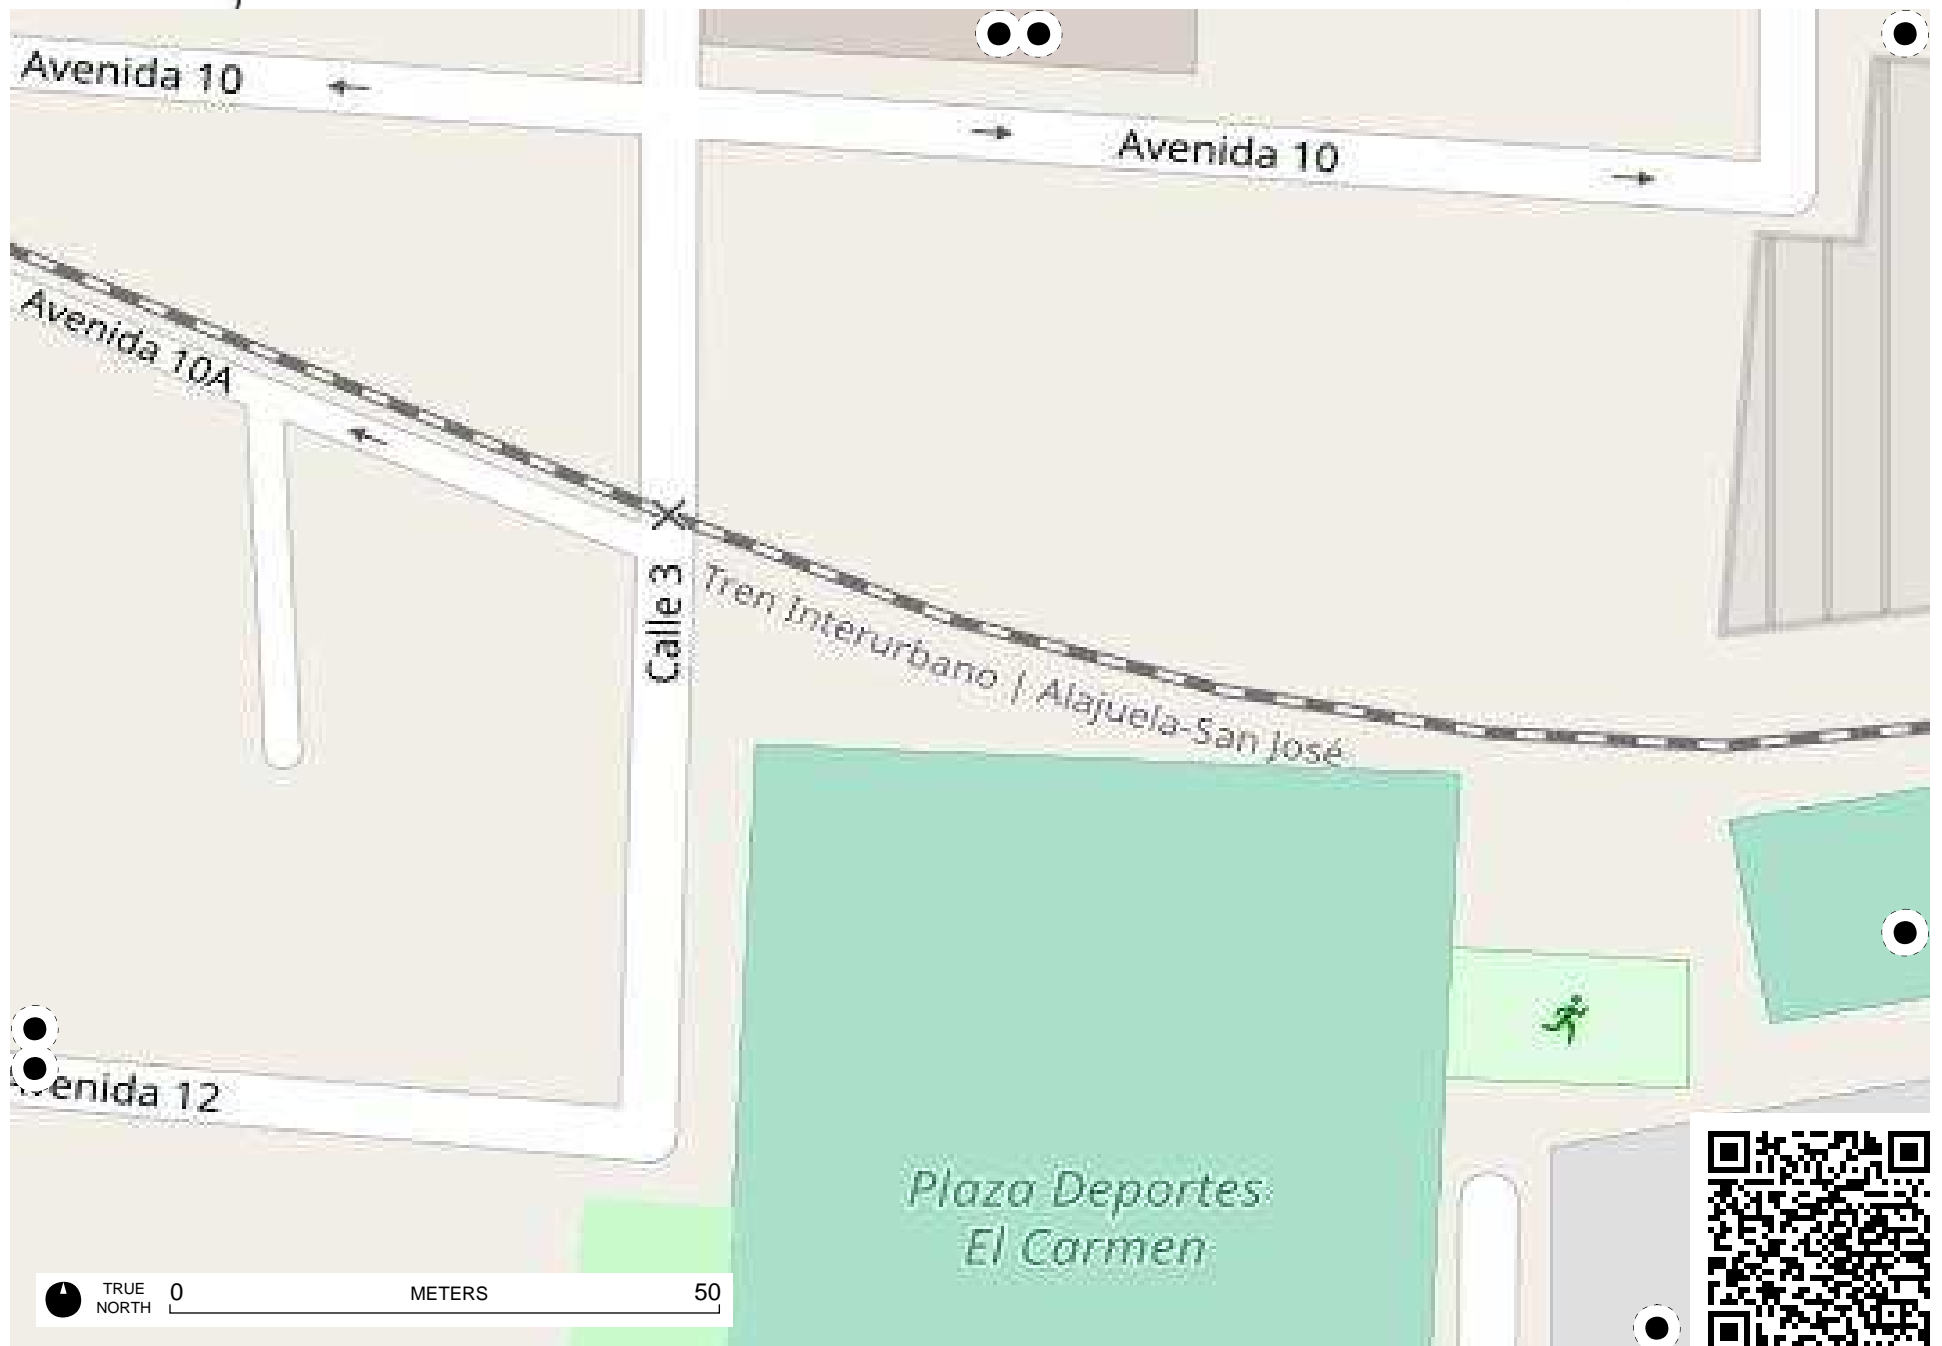 Avenida 10
Avenida 10
Avenida 10A
Calle 3
Tren Interurbano | Alajuela-San José
enida 12
Plaza Deportes
El Carmen
TRUE
NORTH
0 METERS 50